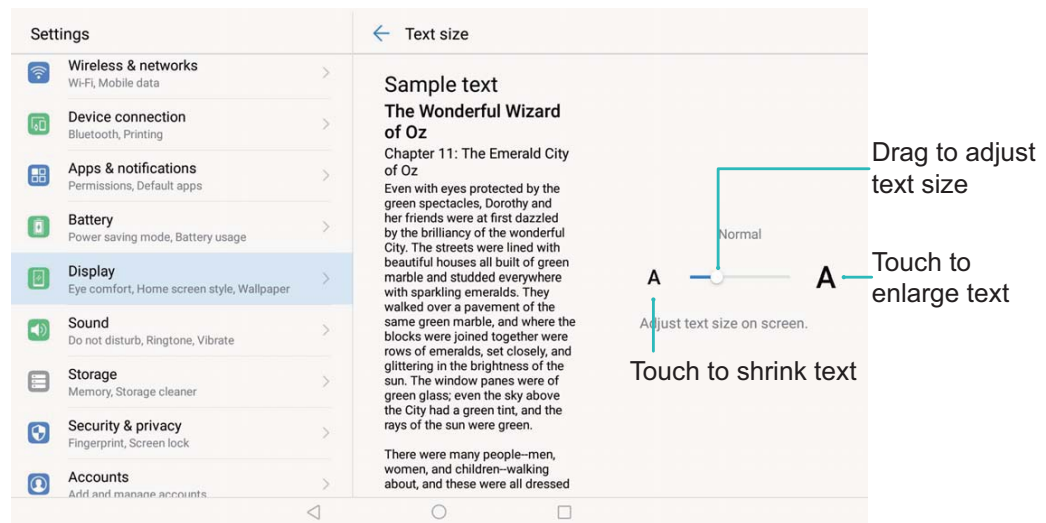 Settings
Wireless & networks
Wi-Fi, Mobile data
Device connection
Bluetooth, Printing
Apps & notifications
Permissions, Default apps
Battery
Power saving mode, Battery usage
Display
Eye comfort, Home screen style, Wallpaper
Sound
Do not disturb, Ringtone, Vibrate
Storage
Memory, Storage cleaner
Security & privacy
Fingerprint, Screen lock
Accounts
Add and manage accounts
Text size
Sample text
The Wonderful Wizard
of Oz
Chapter 11: The Emerald City
of Oz
Even with eyes protected by the
green spectacles, Dorothy and
her friends were at first dazzled
by the brilliancy of the wonderful
City. The streets were lined with
beautiful houses all built of green
marble and studded everywhere
with sparkling emeralds. They
walked over a pavement of the
same green marble, and where the
blocks were joined together were
rows of emeralds, set closely, and
glittering in the brightness of the
sun. The window panes were of
green glass; even the sky above
the City had a green tint, and the
rays of the sun were green.
There were many people--men,
women, and children--walking
about, and these were all dressed
Normal
A
A
Adjust text size on screen.
Drag to adjust
text size
Touch to
enlarge text
Touch to shrink text